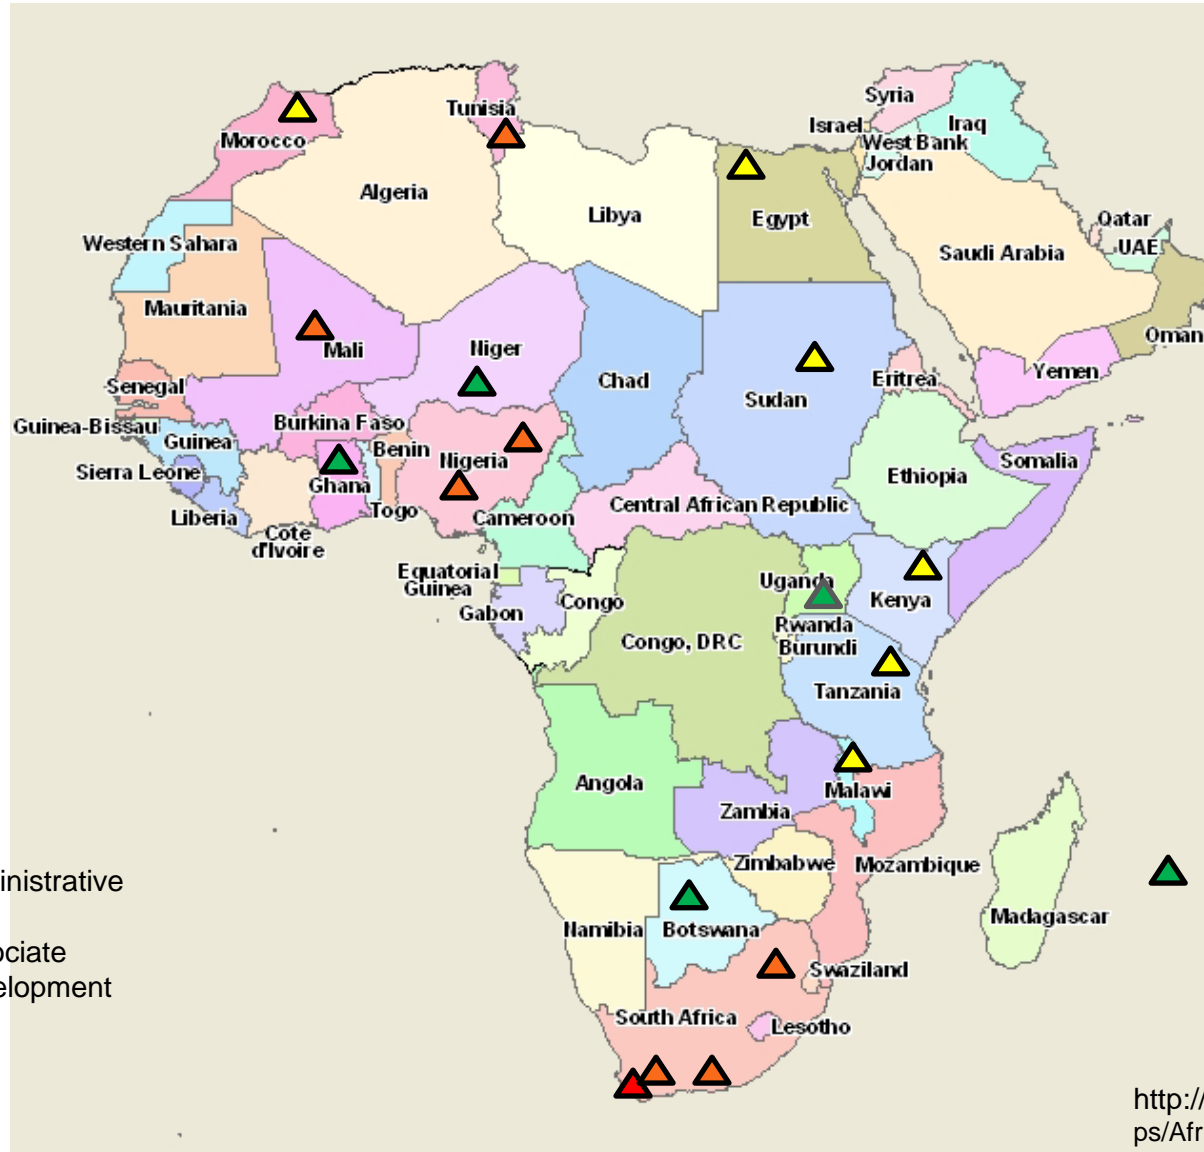 Syria
Tunisia
Iraq
Israel
Morocco
West Bank
Jordan
Algeria
Libya
Egypt
Qatar
Western Sahara
UAE
Saudi Arabia
Mauritania
Oman
Mali
Niger
Yemen
Senegal
Chad
Eritrea
Sudan
Burkina Faso
Guinea-Bissau
Guinea
Benin
Nigeria
Somalia
Sierra Leone
Ghana
Ethiopia
Togo
Central African Republic
Liberia
Cameroon
Cote
d'Ivoire
Equatorial
Guinea
Uganda
Gabon
Congo
Kenya
Rwanda
Congo, DRC
Burundi
Tanzania
Angola
Malawi
Zambia
Zimbabwe
Mozambique
inistrative
Madagascar
Namibia
Botswana
ociate
Swaziland
elopment
South Africa
Lesotho
http://
ps/Afr